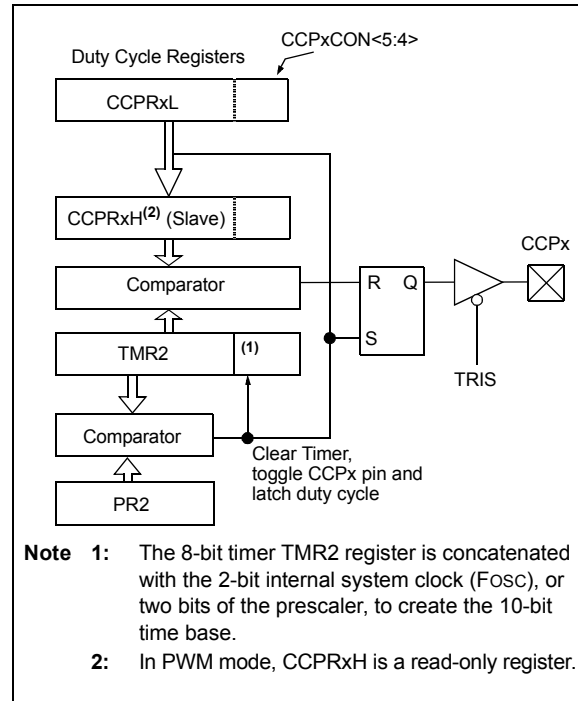 CCPxCON<5:4>
Duty Cycle Registers
CCPRxL
CCPRxH(2) (Slave)
CCPx
Comparator
R Q
S
TMR2 (1)
TRIS
Comparator
Clear Timer,
toggle CCPx pin and
latch duty cycle
PR2
Note 1: The 8-bit timer TMR2 register is concatenated
with the 2-bit internal system clock (FOSC), or
two bits of the prescaler, to create the 10-bit
time base.
2: In PWM mode, CCPRxH is a read-only register.